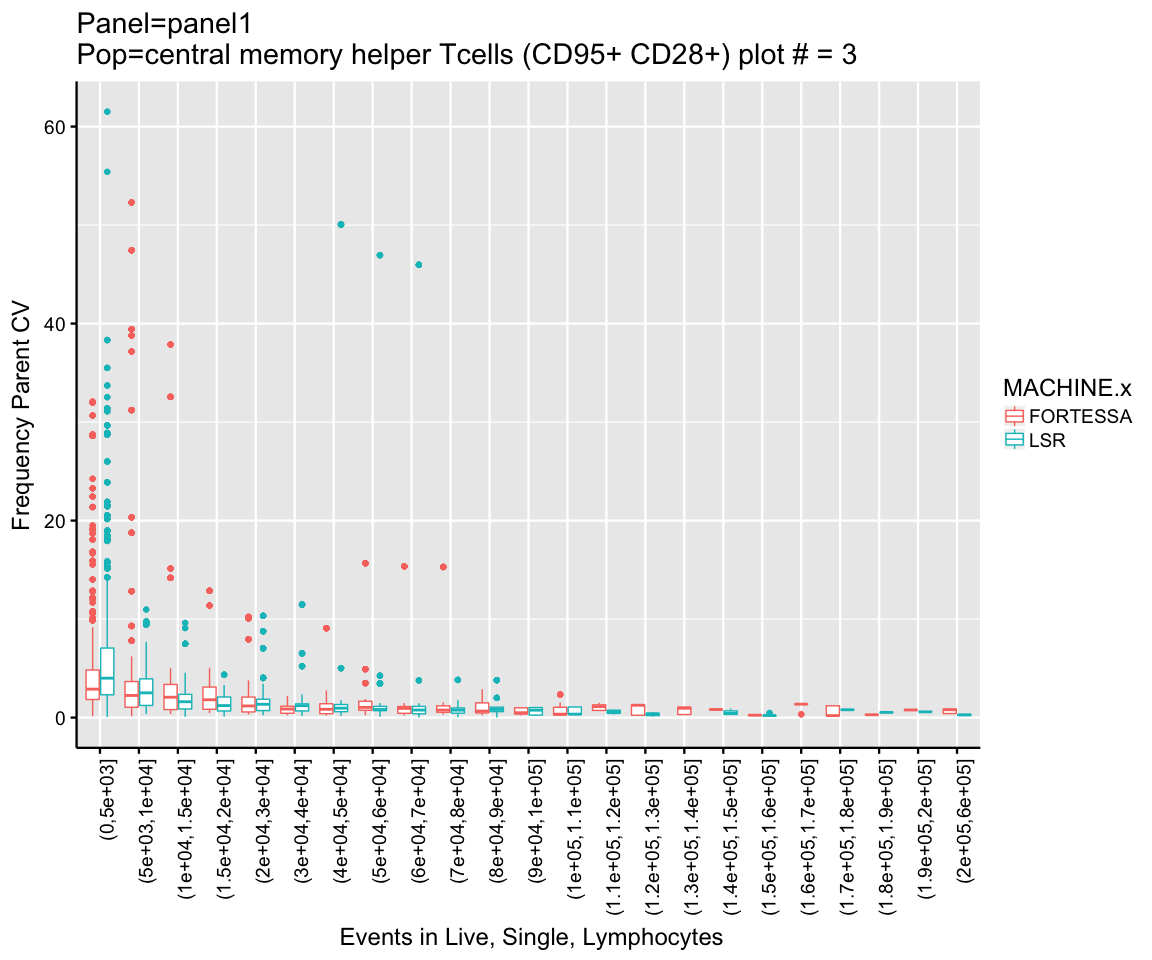 Panel=panel1
Pop=central memory helper Tcells (CD95+ CD28+) plot # = 3
Frequency Parent CV
60
40
20
0
(0,5e+03]
(5e+03,1e+04]
(1e+04,1.5e+04]
(1.5e+04,2e+04]
(2e+04,3e+04]
(3e+04,4e+04]
(4e+04,5e+04]
(5e+04,6e+04]
(6e+04,7e+04]
(7e+04,8e+04]
(8e+04,9e+04]
(9e+04,1e+05]
(1e+05,1.1e+05]
(1.1e+05,1.2e+05]
(1.2e+05,1.3e+05]
(1.3e+05,1.4e+05]
(1.4e+05,1.5e+05]
(1.5e+05,1.6e+05]
(1.6e+05,1.7e+05]
(1.7e+05,1.8e+05]
(1.8e+05,1.9e+05]
(1.9e+05,2e+05]
(2e+05,6e+05]
Events in Live, Single, Lymphocytes
MACHINE.x
FORTESSA
LSR